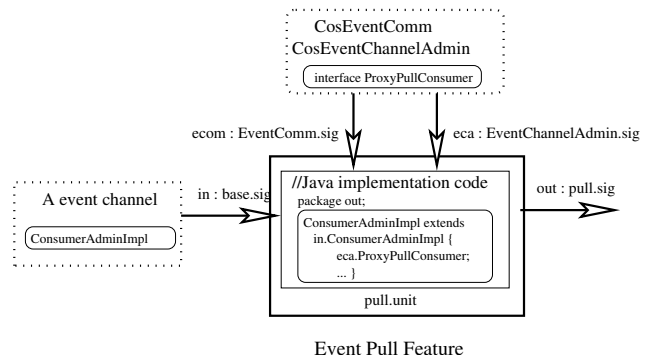 CosEventComm
CosEventChannelAdmin
interface ProxyPullConsumer
ecom : EventComm.sig
eca : EventChannelAdmin.sig
A event channel
ConsumerAdminImpl
in : base.sig
//Java implementation code
package out;
ConsumerAdminImpl extends
in.ConsumerAdminImpl {
eca.ProxyPullConsumer;
... }
pull.unit
out : pull.sig
Event Pull Feature